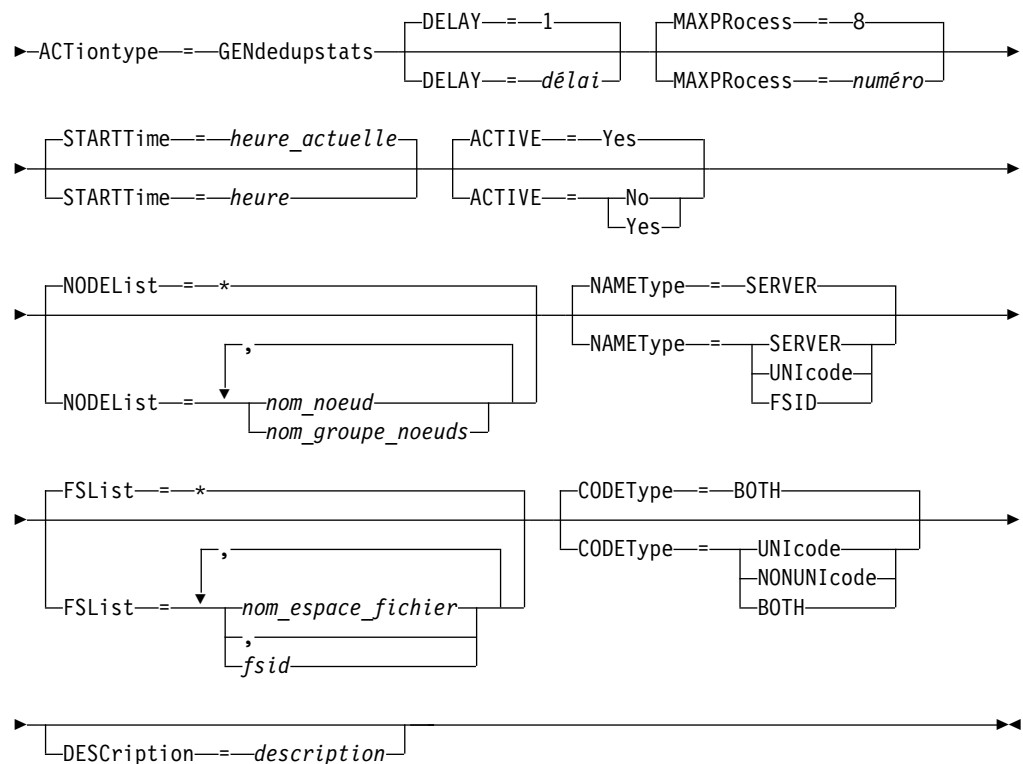 DELAY = 1 MAXPRocess = 8
ACTiontype = GENdedupstats
DELAY = délai MAXPRocess = numéro
STARTTime = heure_actuelle ACTIVE = Yes
STARTTime = heure ACTIVE = No
Yes
NODEList = * NAMEType = SERVER
,
NODEList = nom_noeud
nom_groupe_noeuds
NAMEType = SERVER
UNIcode
FSID
FSList = * CODEType = BOTH
,
FSList = nom_espace_fichier
,
fsid
CODEType = UNIcode
NONUNIcode
BOTH
DESCription = description